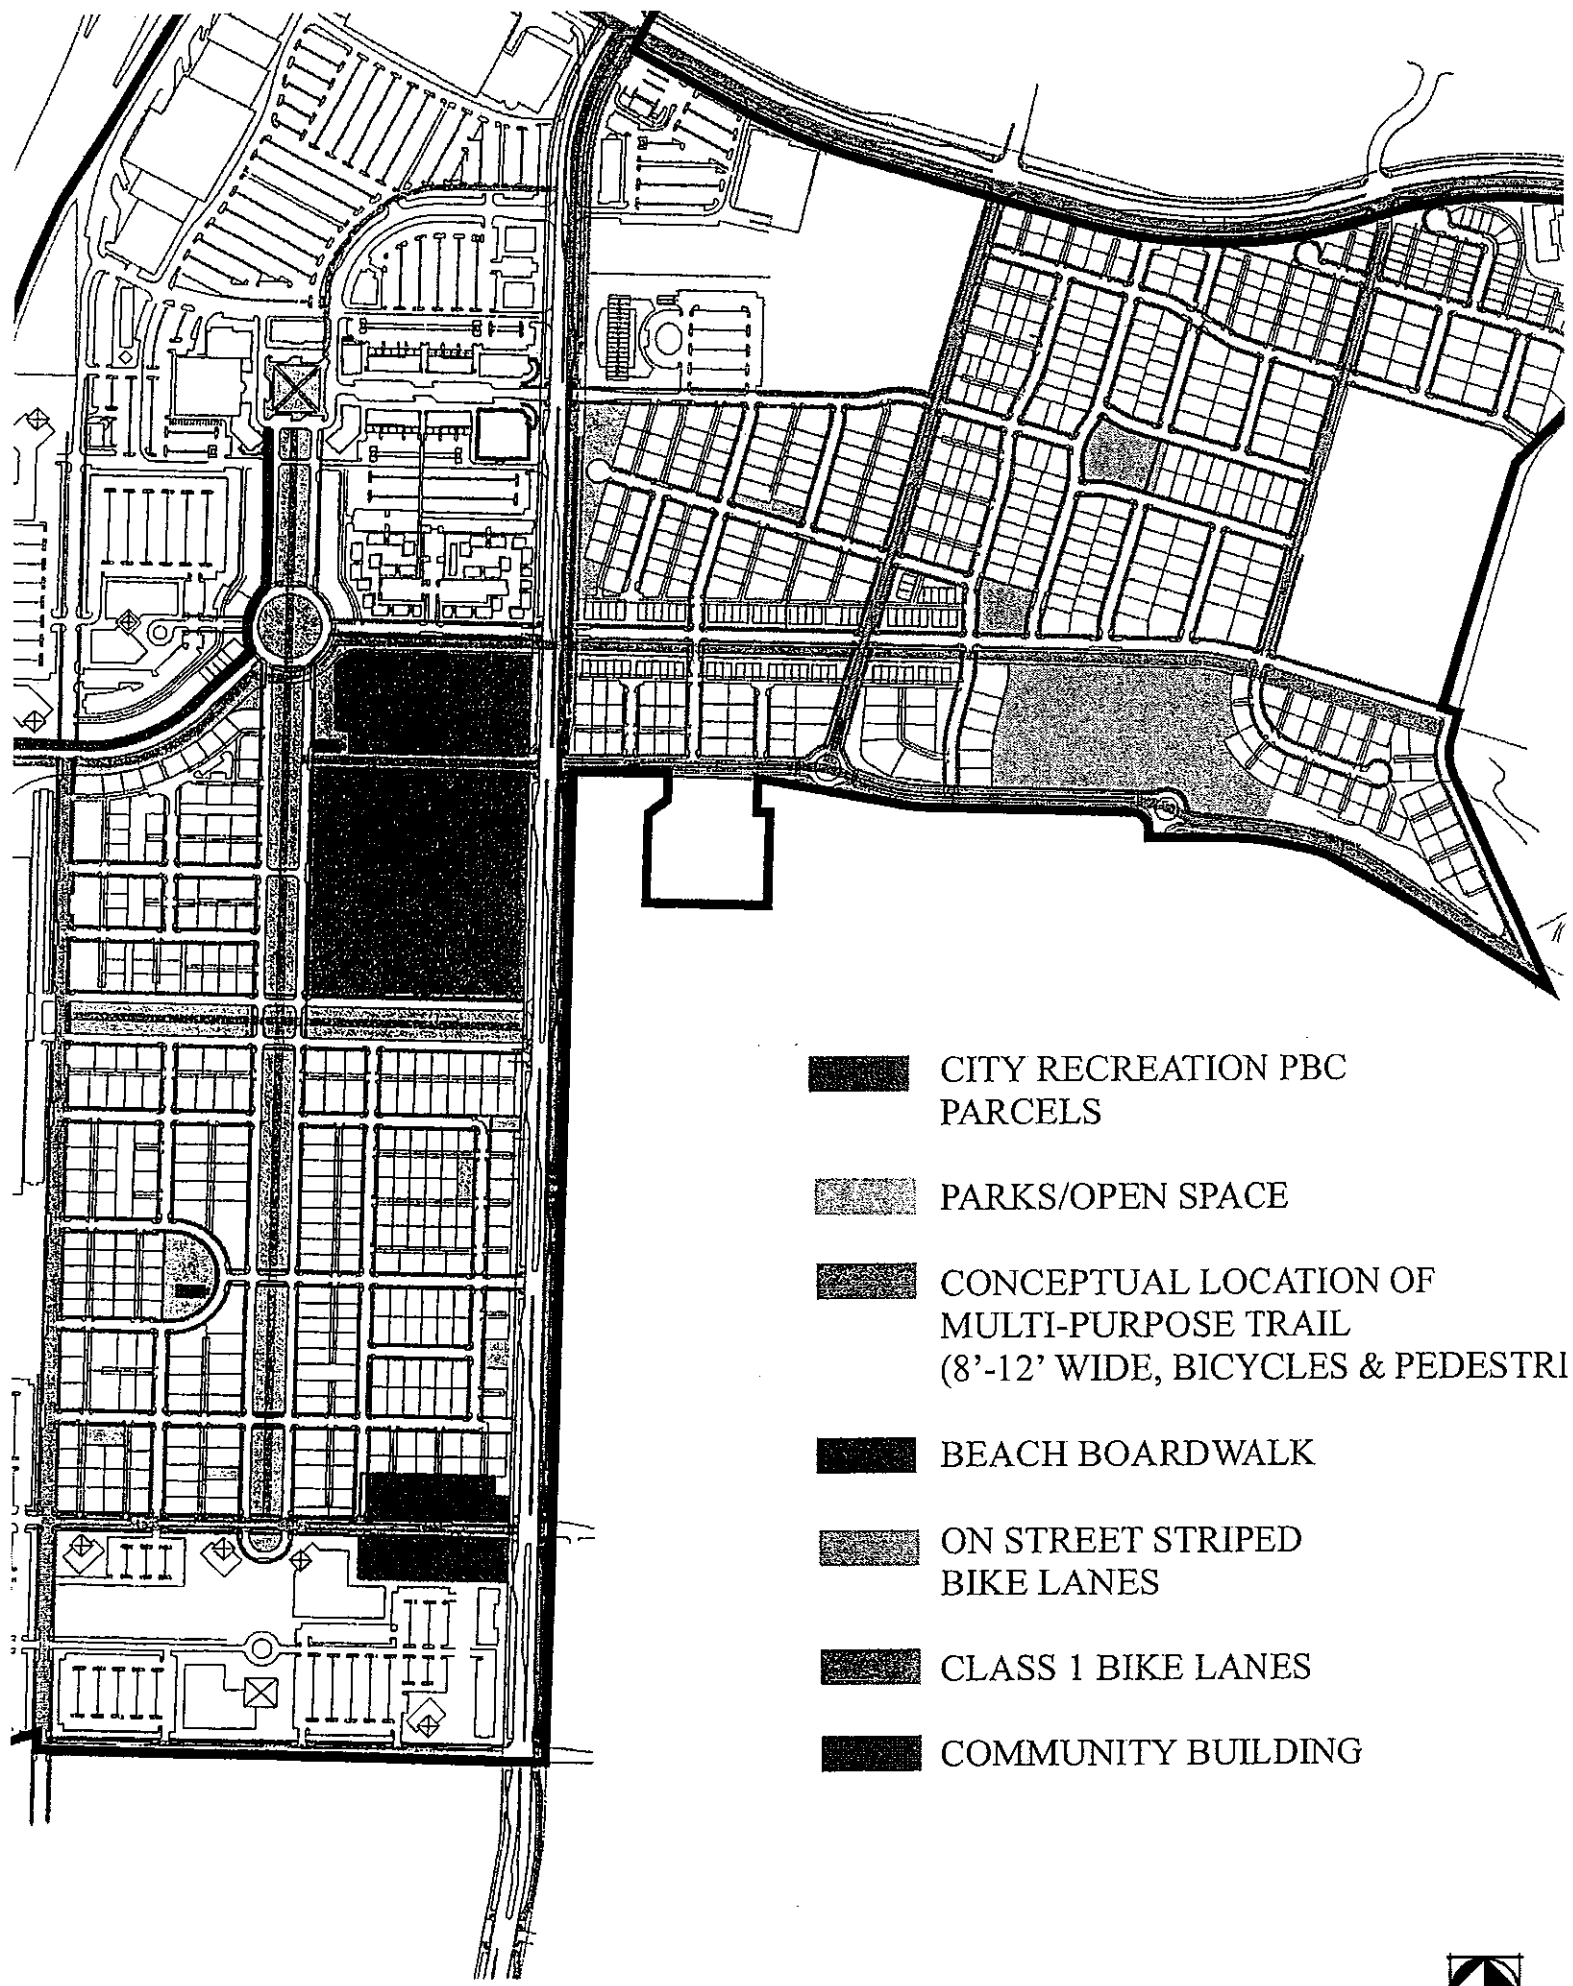 CITY RECREATION PBC
PARCELS
PARKS/OPEN SPACE
CONCEPTUAL LOCATION OF
MULTI-PURPOSE TRAIL
(8’-12’ WIDE, BICYCLES & PEDESTRI
BEACH BOARDWALK
ON STREET STRIPED
BIKE LANES
CLASS 1 BIKE LANES
COMMUNITY BUILDING